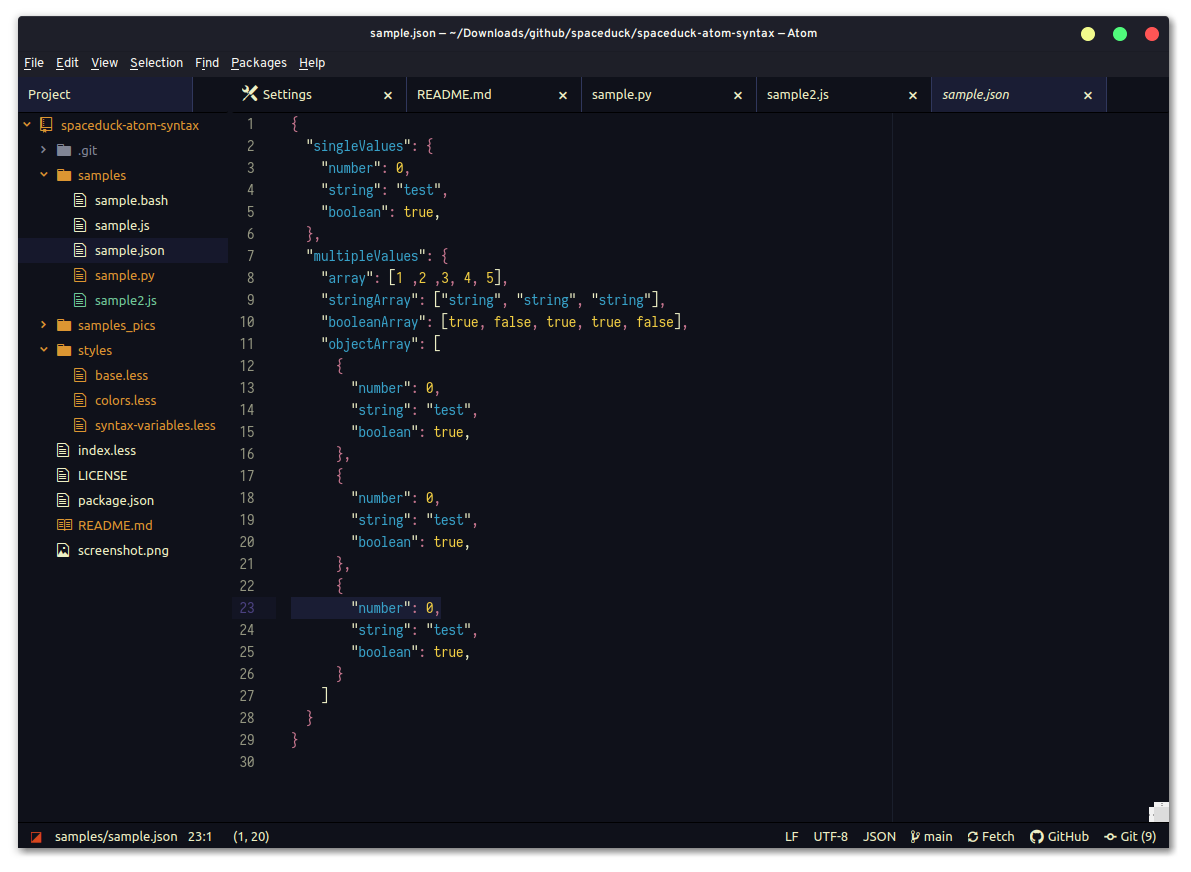 sample.json – ~/Downloads/github/spaceduck/spaceduck-atom-syntax – Atom
File Edit View Selection Find Packages Help
Project
Settings
README.md
sample.py
sample2.js
sample.json
spaceduck-atom-syntax
.git
samples
sample.bash
sample.js
sample.json
sample.py
sample2.js
samples_pics
styles
base.less
colors.less
syntax-variables.less
index.less
LICENSE
package.json
README.md
screenshot.png
1 {
2   "singleValues": {
3     "number": 0,
4     "string": "test",
5     "boolean": true,
6   },
7   "multipleValues": {
8     "array": [1 ,2 ,3, 4, 5],
9     "stringArray": ["string", "string", "string"],
10     "booleanArray": [true, false, true, true, false],
11     "objectArray": [
12       {
13         "number": 0,
14         "string": "test",
15         "boolean": true,
16       },
17       {
18         "number": 0,
19         "string": "test",
20         "boolean": true,
21       },
22       {
23         "number": 0,
24         "string": "test",
25         "boolean": true,
26       }
27     ]
28   }
29 }
30
samples/sample.json 23:1 (1, 20) LF UTF-8 JSON main Fetch GitHub Git (9)